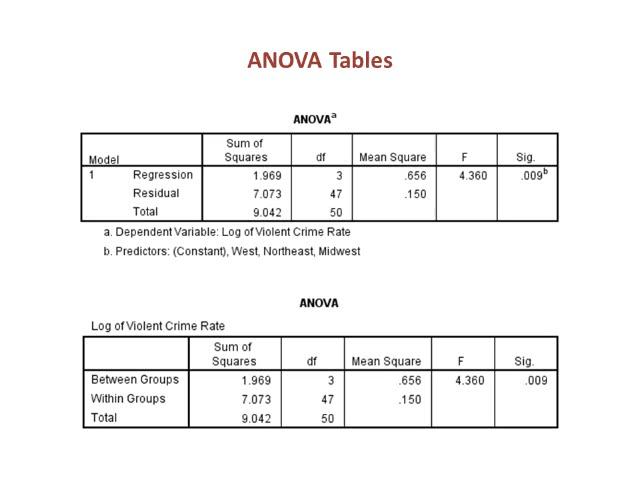 ANOVA Tables
ANOVAa
Model Sum of Squares df Mean Square F Sig.
1 Regression 1.969 3 .656 4.360 .009b
Residual 7.073 47 .150
Total 9.042 50
a. Dependent Variable: Log of Violent Crime Rate
b. Predictors: (Constant), West, Northeast, Midwest
ANOVA
Log of Violent Crime Rate
Sum of Squares df Mean Square F Sig.
Between Groups 1.969 3 .656 4.360 .009
Within Groups 7.073 47 .150
Total 9.042 50